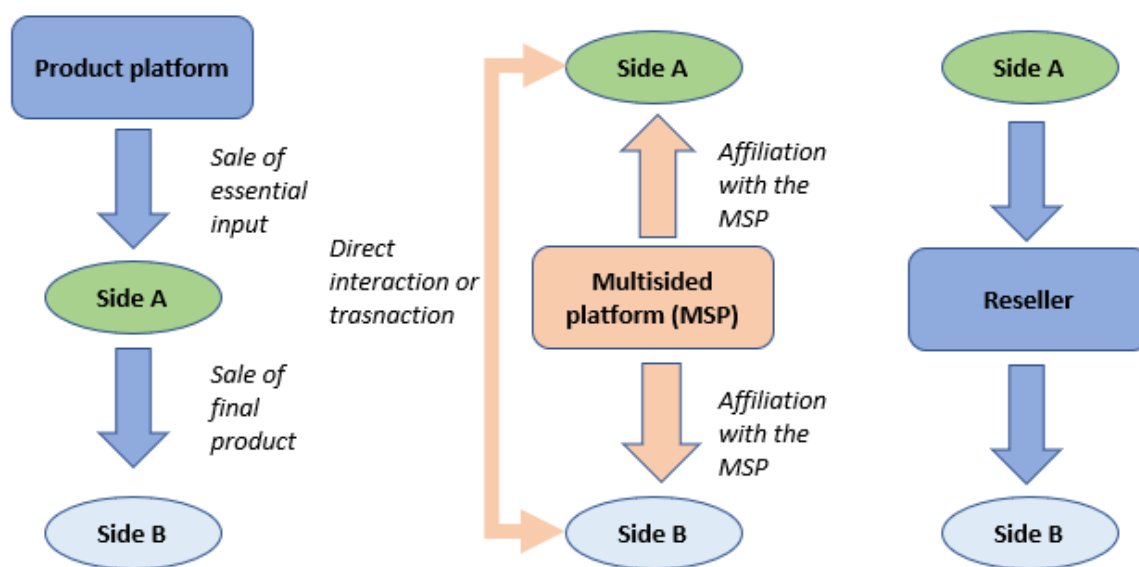 Product platform
Sale of
essential
input
Side A
Sale of
final
product
Side B
Direct
interaction or
trasnaction
Side A
Affiliation
with the
MSP
Multisided
platform (MSP)
Affiliation
with the
MSP
Side B
Side A
Reseller
Side B